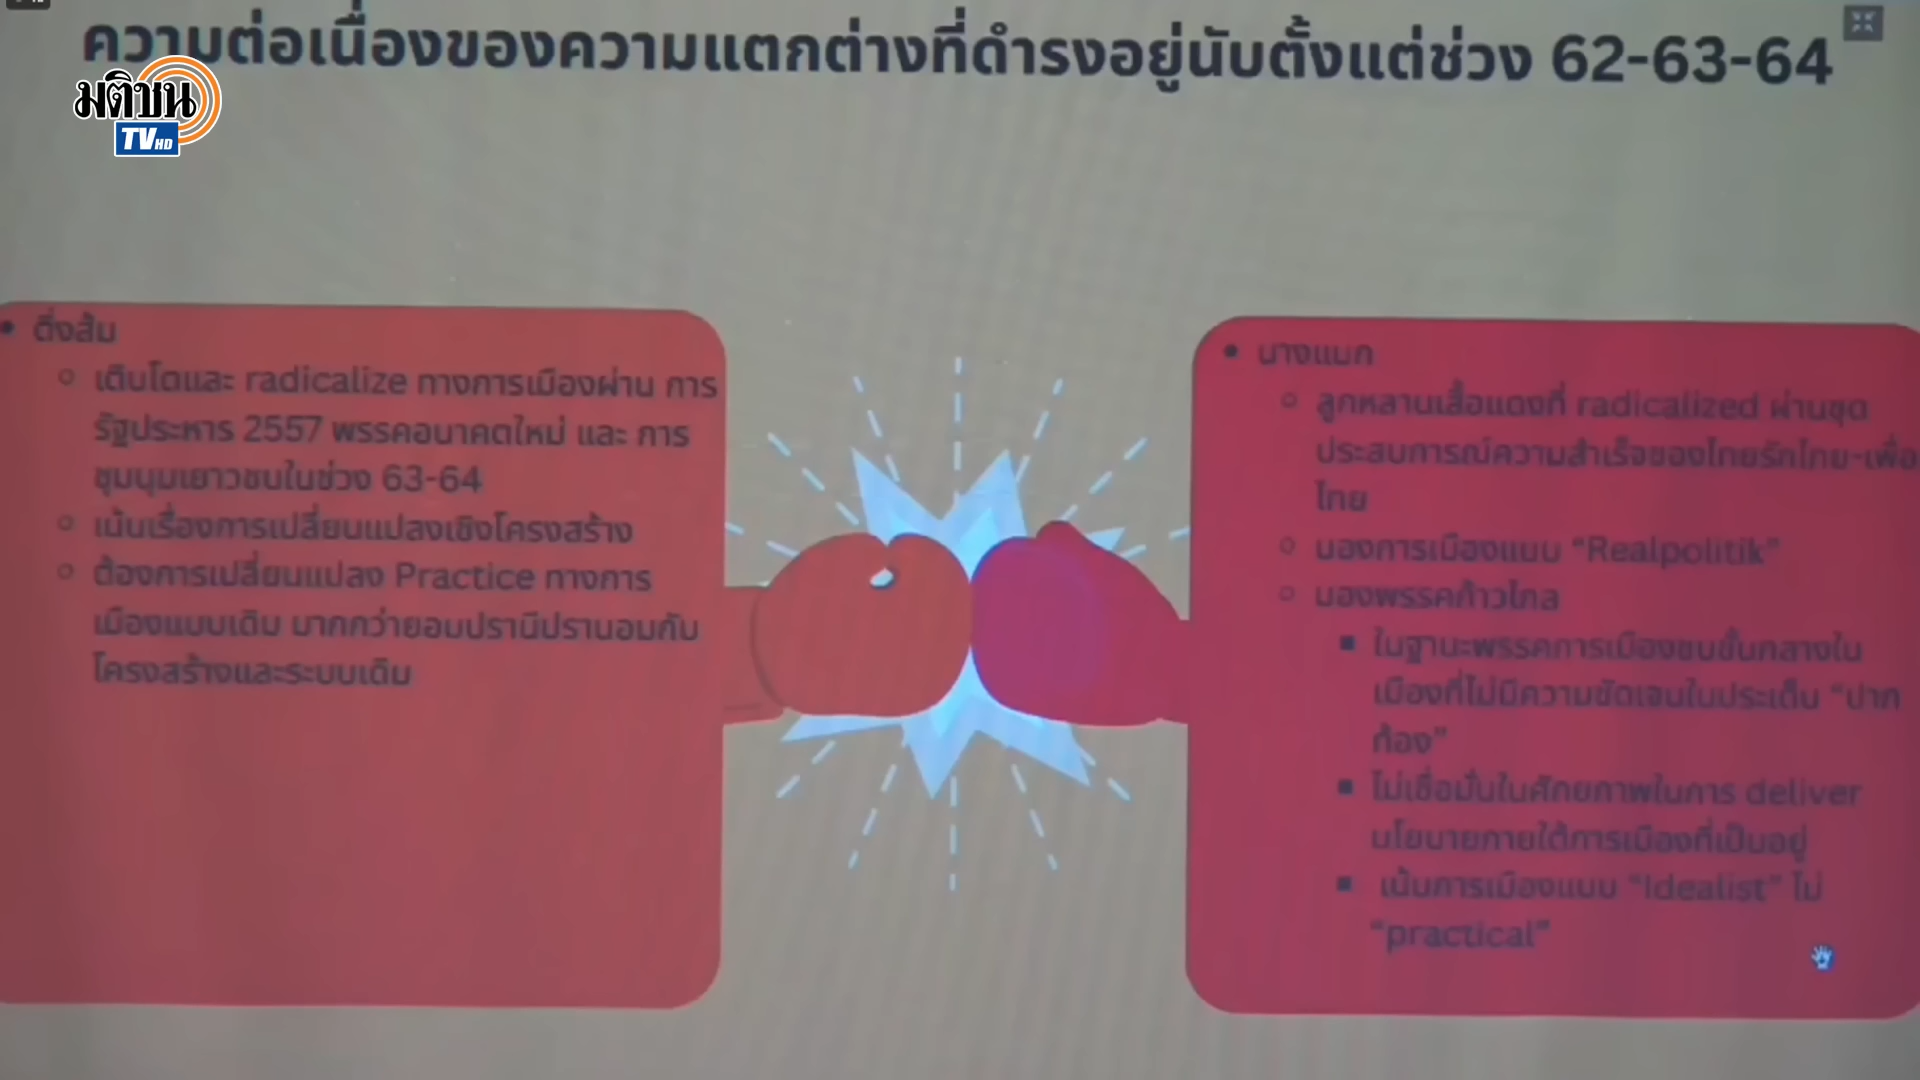 ความต่อเนื่องของความแตกต่างที่ดำรงอยู่นับตั้งแต่ช่วง 62-63-64
มติชน
TV HD
ติ่งส้ม
เติบโตและ radicalize ทางการเมืองผ่าน การ
รัฐประหาร 2557 พรรคอนาคตใหม่ และ การ
ชุมนุมเยาวชนในช่วง 63-64
เน้นเรื่องการเปลี่ยนแปลงเชิงโครงสร้าง
ต้องการเปลี่ยนแปลง Practice ทางการ
เมืองแบบเดิม มากกว่ายอมปรานีปรานอมกับ
โครงสร้างและระบบเดิม
นางแบก
ลูกหลานเสื้อแดงที่ radicalized ผ่านชุด
ประสบการณ์ความสำเร็จของไทยรักไทย-เพื่อ
ไทย
มองการเมืองแบบ “Realpolitik”
มองพรรคก้าวไกล
ในฐานะพรรคการเมืองชนชั้นกลางใน
เมืองที่ไม่มีความชัดเจนในประเด็น “ปาก
ท้อง”
ไม่เชื่อมั่นในศักยภาพในการ deliver
นโยบายภายใต้การเมืองที่เป็นอยู่
เน้นการเมืองแบบ “Idealist” ไม่
“practical”